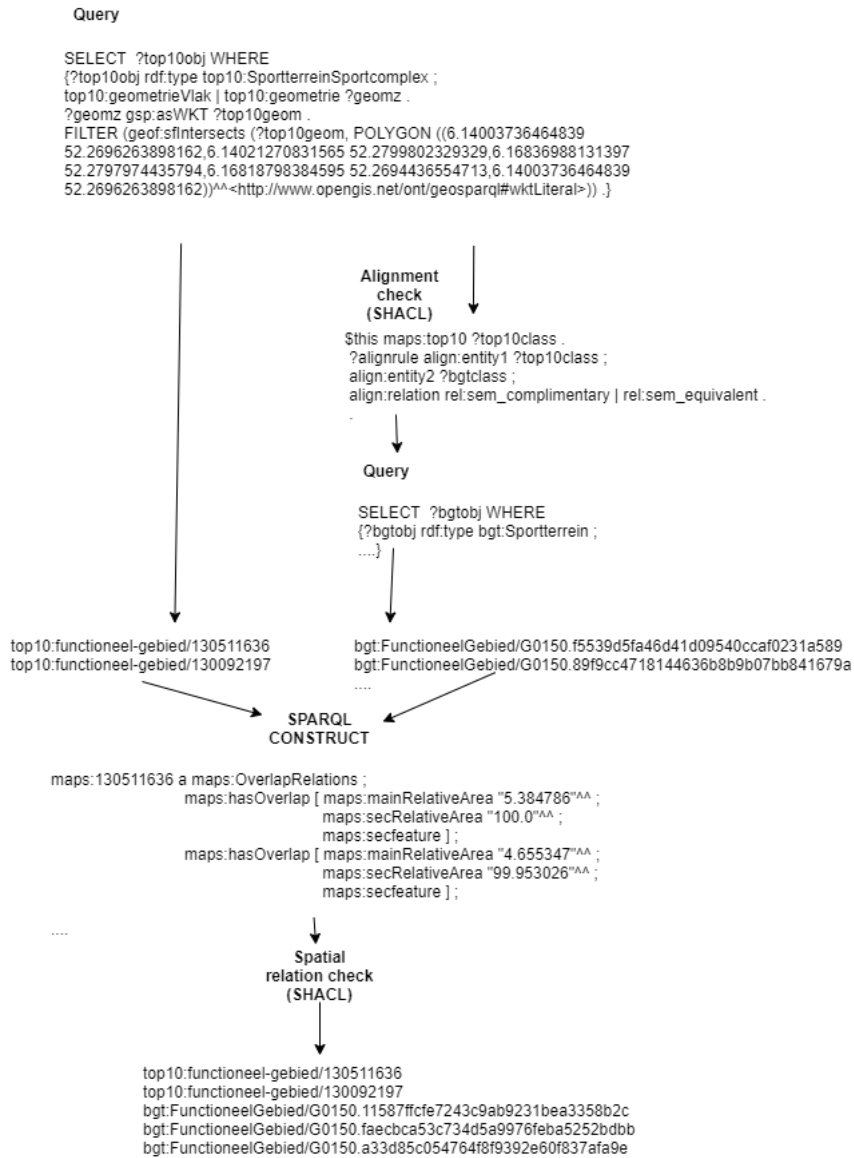 Query
SELECT ?top10obj WHERE
{?top10obj rdf:type top10:SportterreinSportcomplex ;
top10:geometrieVlak | top10:geometrie ?geomz .
?geomz gsp:asWKT ?top10geom .
FILTER (geof:sfIntersects (?top10geom, POLYGON ((6.14003736464839
52.2696263898162,6.14021270831565 52.2799802329329,6.16836988131397
52.2797974435794,6.16818798384595 52.2694436554713,6.14003736464839
52.2696263898162))^^<http://www.opengis.net/ont/geosparql#wktLiteral>)) .}
Alignment
check
(SHACL)
$this maps:top10 ?top10class .
?alignrule align:entity1 ?top10class ;
align:entity2 ?bgtclass ;
align:relation rel:sem_complimentary | rel:sem_equivalent .
.
Query
SELECT ?bgtobj WHERE
{?bgtobj rdf:type bgt:Sportterrein ;
....}
top10:functioneel-gebied/130511636
top10:functioneel-gebied/130092197
bgt:FunctioneelGebied/G0150.f5539d5fa46d41d09540ccaf0231a589
bgt:FunctioneelGebied/G0150.89f9cc4718144636b8b9b07bb841679a
....
SPARQL
CONSTRUCT
maps:130511636 a maps:OverlapRelations ;
maps:hasOverlap [ maps:mainRelativeArea "5.384786"^^ ;
maps:secRelativeArea "100.0"^^ ;
maps:secfeature ] ;
maps:hasOverlap [ maps:mainRelativeArea "4.655347"^^ ;
maps:secRelativeArea "99.953026"^^ ;
maps:secfeature ] ;
....
Spatial
relation check
(SHACL)
top10:functioneel-gebied/130511636
top10:functioneel-gebied/130092197
bgt:FunctioneelGebied/G0150.11587ffcfe7243c9ab9231bea3358b2c
bgt:FunctioneelGebied/G0150.faecbca53c734d5a9976feba5252bdbb
bgt:FunctioneelGebied/G0150.a33d85c054764f8f9392e60f837afa9e